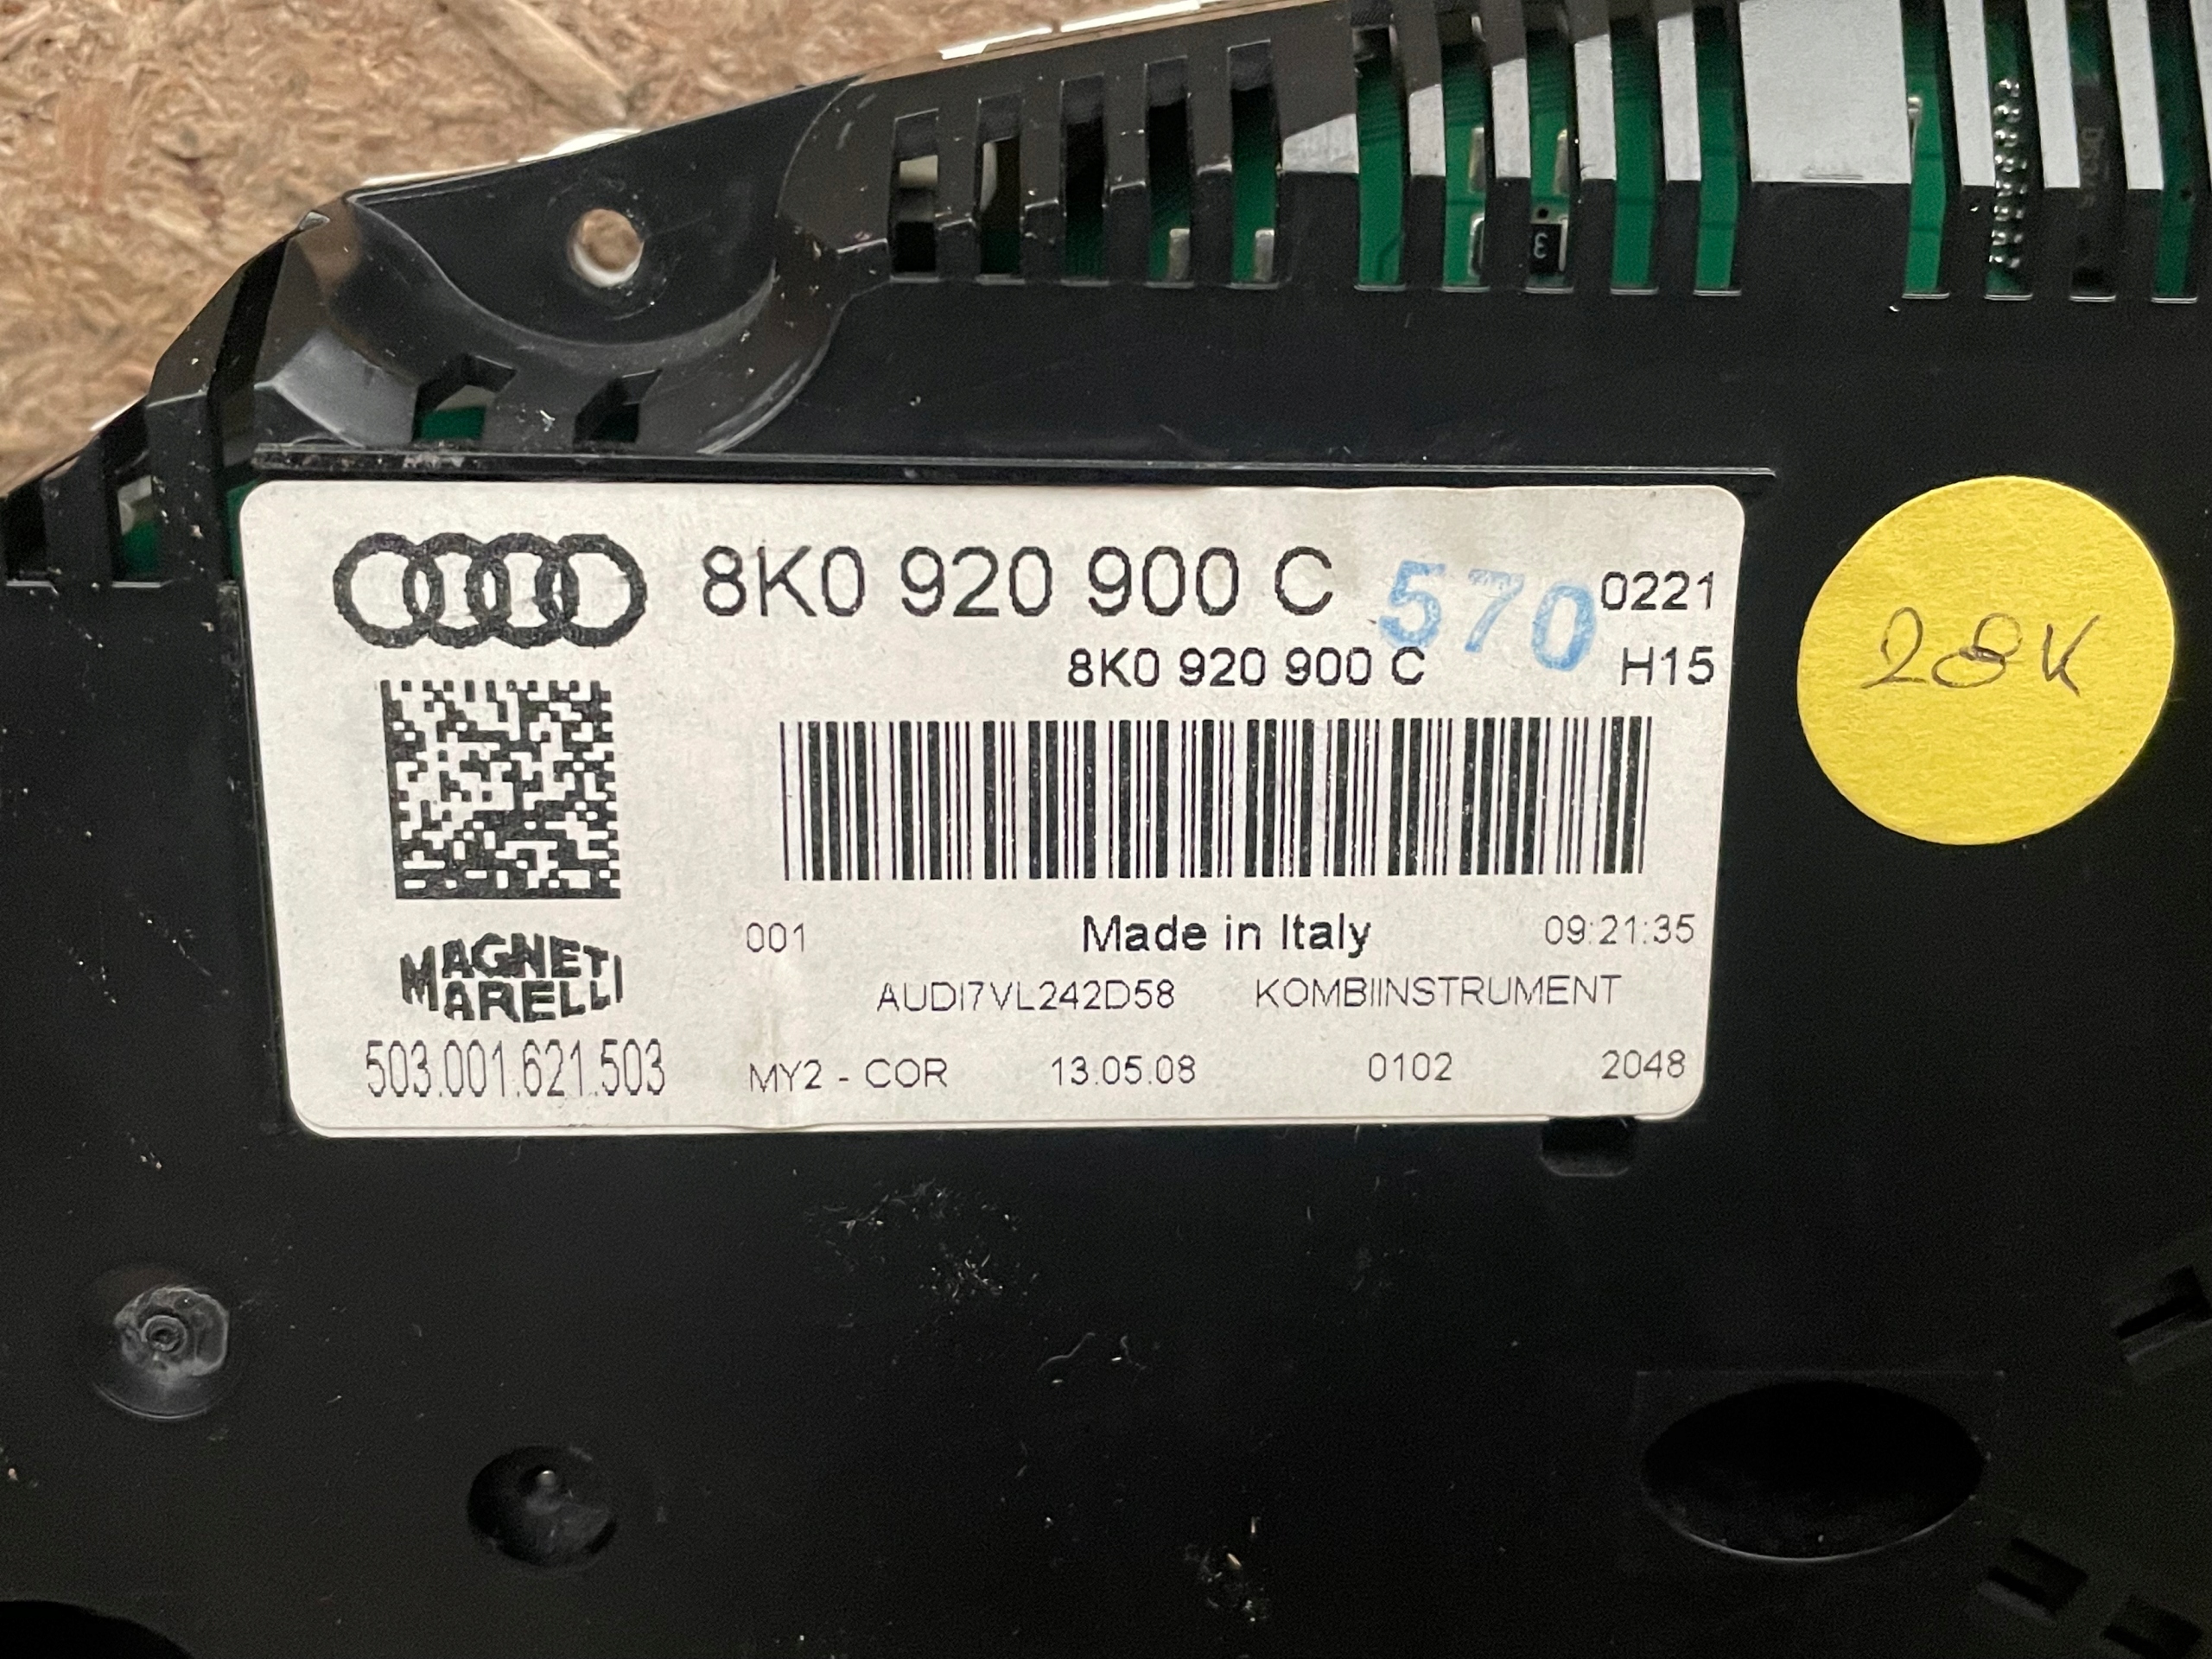 8K0 920 900 C
570
0221
8K0 920 900 C
H15
28K
001
Made in Italy
09:21:35
MAGNETI
MARELLI
AUDI7VL242D58
KOMBIINSTRUMENT
503.001.621.503
MY2 - COR
13.05.08
0102
2048